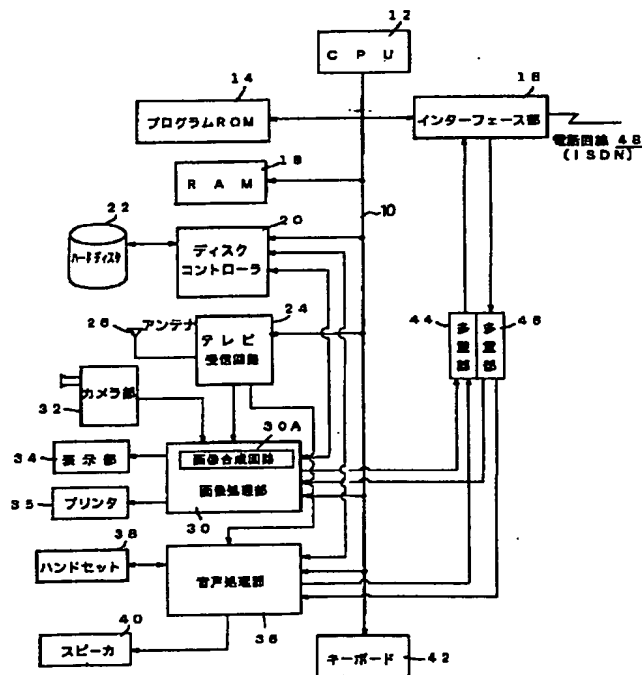 12
CPU
14
プログラムROM
16
インターフェース部
電話回線 48
(ISDN)
18
RAM
10
22
ハードディスク
20
ディスク
コントローラ
26
アンテナ
24
テレビ
受信回路
44
多重部
多重部
46
カメラ部
32
30A
画像合成回路
画像処理部
30
34
表示部
35
プリンタ
38
ハンドセット
音声処理部
36
40
スピーカ
キーボード
42